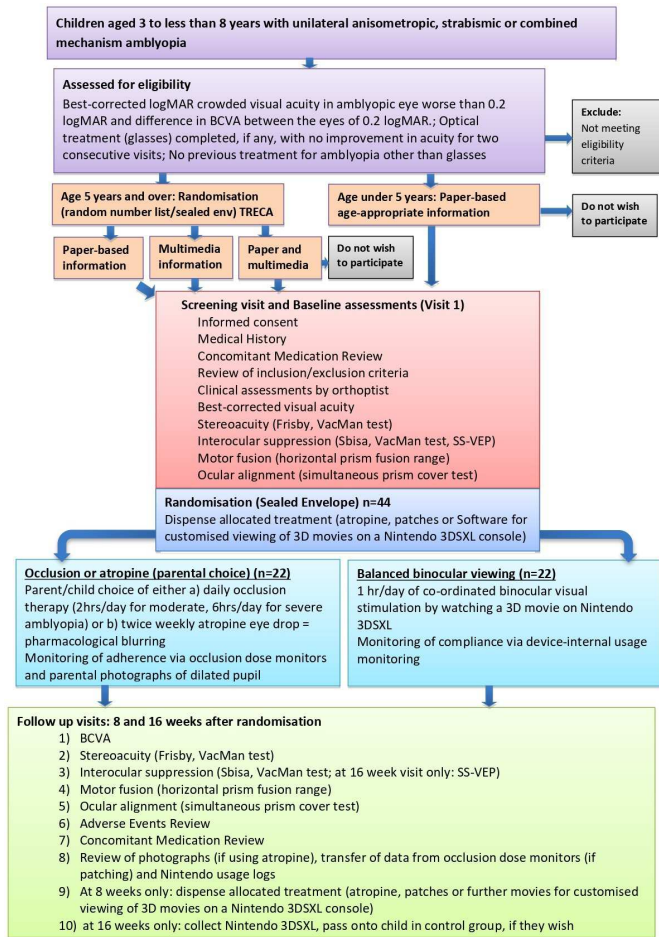 Children aged 3 to less than 8 years with unilateral anisometropic, strabismic or combined
mechanism amblyopia
Assessed for eligibility
Best-corrected logMAR crowded visual acuity in amblyopic eye worse than 0.2
logMAR and difference in BCVA between the eyes of 0.2 logMAR.; Optical
treatment (glasses) completed, if any, with no improvement in acuity for two
consecutive visits; No previous treatment for amblyopia other than glasses
Exclude:
Not meeting
eligibility
criteria
Age 5 years and over: Randomisation
(random number list/sealed env) TRECA
Age under 5 years: Paper-based
age-appropriate information
Do not wish
to participate
Paper-based
information
Multimedia
information
Paper and
multimedia
Do not wish
to participate
Screening visit and Baseline assessments (Visit 1)
Informed consent
Medical History
Concomitant Medication Review
Review of inclusion/exclusion criteria
Clinical assessments by orthoptist
Best-corrected visual acuity
Stereoacuity (Frisby, VacMan test)
Interocular suppression (Sbisa, VacMan test, SS-VEP)
Motor fusion (horizontal prism fusion range)
Ocular alignment (simultaneous prism cover test)
Randomisation (Sealed Envelope) n=44
Dispense allocated treatment (atropine, patches or Software for
customised viewing of 3D movies on a Nintendo 3DSXL console)
Occlusion or atropine (parental choice) (n=22)
Parent/child choice of either a) daily occlusion
therapy (2hrs/day for moderate, 6hrs/day for severe
amblyopia) or b) twice weekly atropine eye drop =
pharmacological blurring
Monitoring of adherence via occlusion dose monitors
and parental photographs of dilated pupil
Balanced binocular viewing (n=22)
1 hr/day of co-ordinated binocular visual
stimulation by watching a 3D movie on Nintendo
3DSXL
Monitoring of compliance via device-internal usage
monitoring
Follow up visits: 8 and 16 weeks after randomisation
1) BCVA
2) Stereoacuity (Frisby, VacMan test)
3) Interocular suppression (Sbisa, VacMan test; at 16 week visit only: SS-VEP)
4) Motor fusion (horizontal prism fusion range)
5) Ocular alignment (simultaneous prism cover test)
6) Adverse Events Review
7) Concomitant Medication Review
8) Review of photographs (if using atropine), transfer of data from occlusion dose monitors (if
patching) and Nintendo usage logs
9) At 8 weeks only: dispense allocated treatment (atropine, patches or further movies for customised
viewing of 3D movies on a Nintendo 3DSXL console)
10) at 16 weeks only: collect Nintendo 3DSXL, pass onto child in control group, if they wish